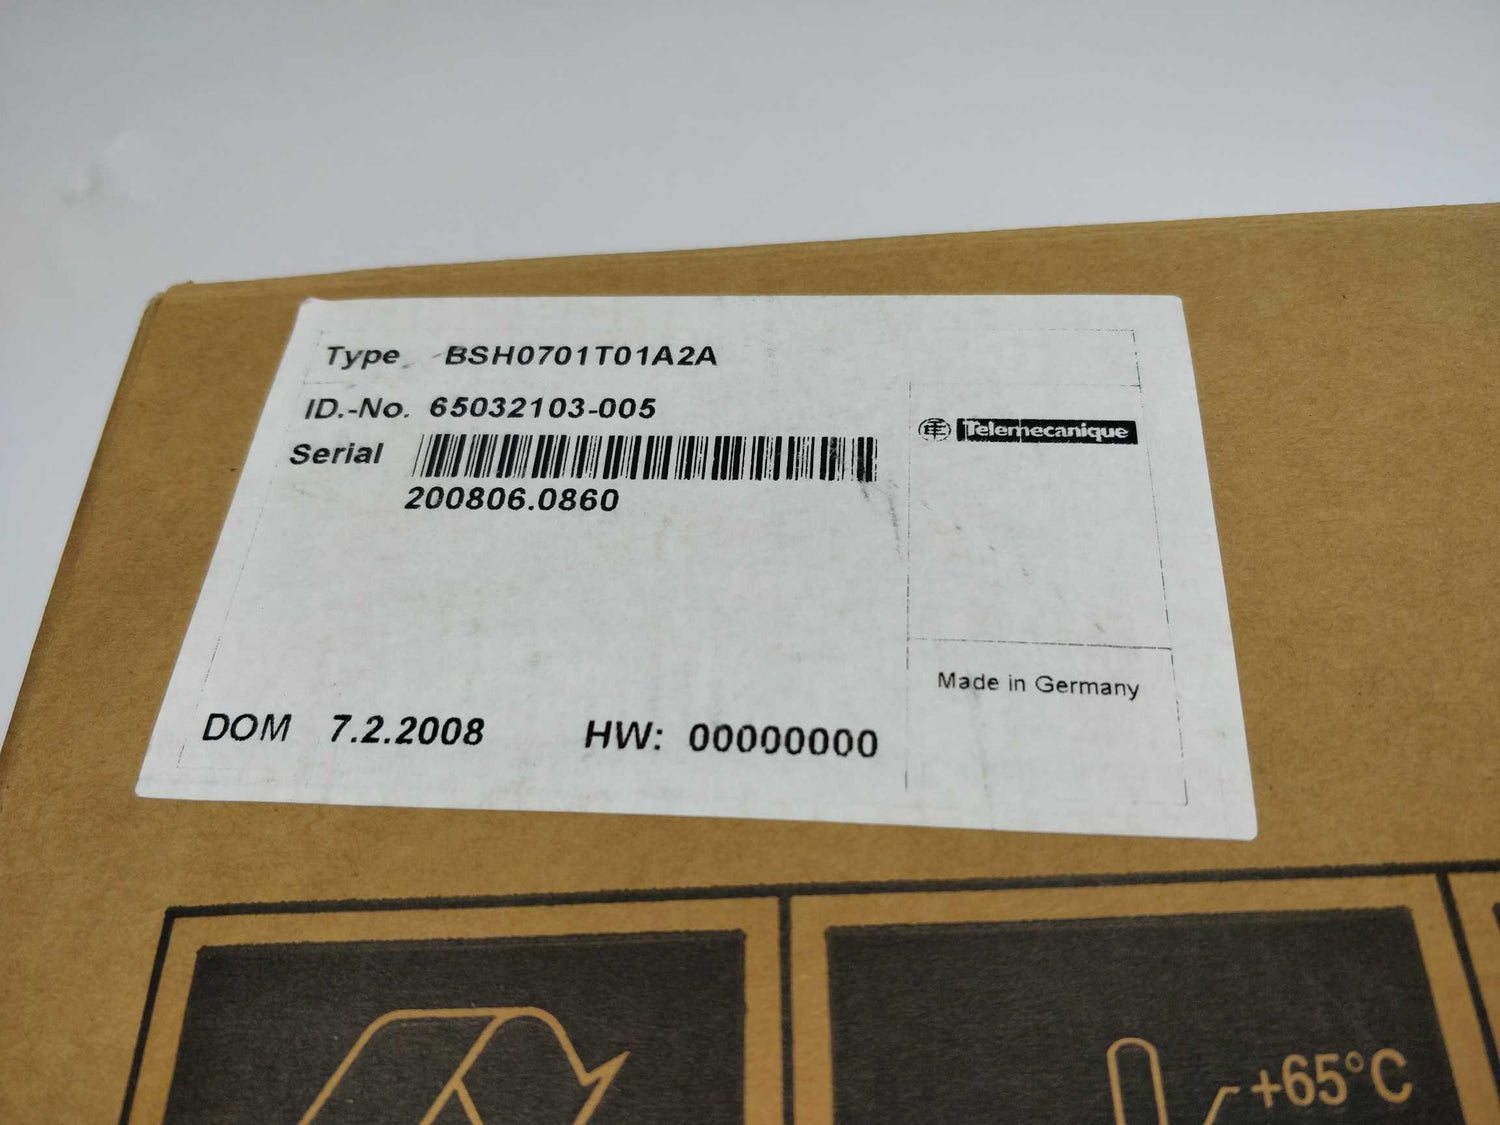 Type BSH0701T01A2A
ID.-No. 65032103-005
Telemecanique
Serial
200806.0860
Made in Germany
DOM 7.2.2008 HW: 00000000
+65°C